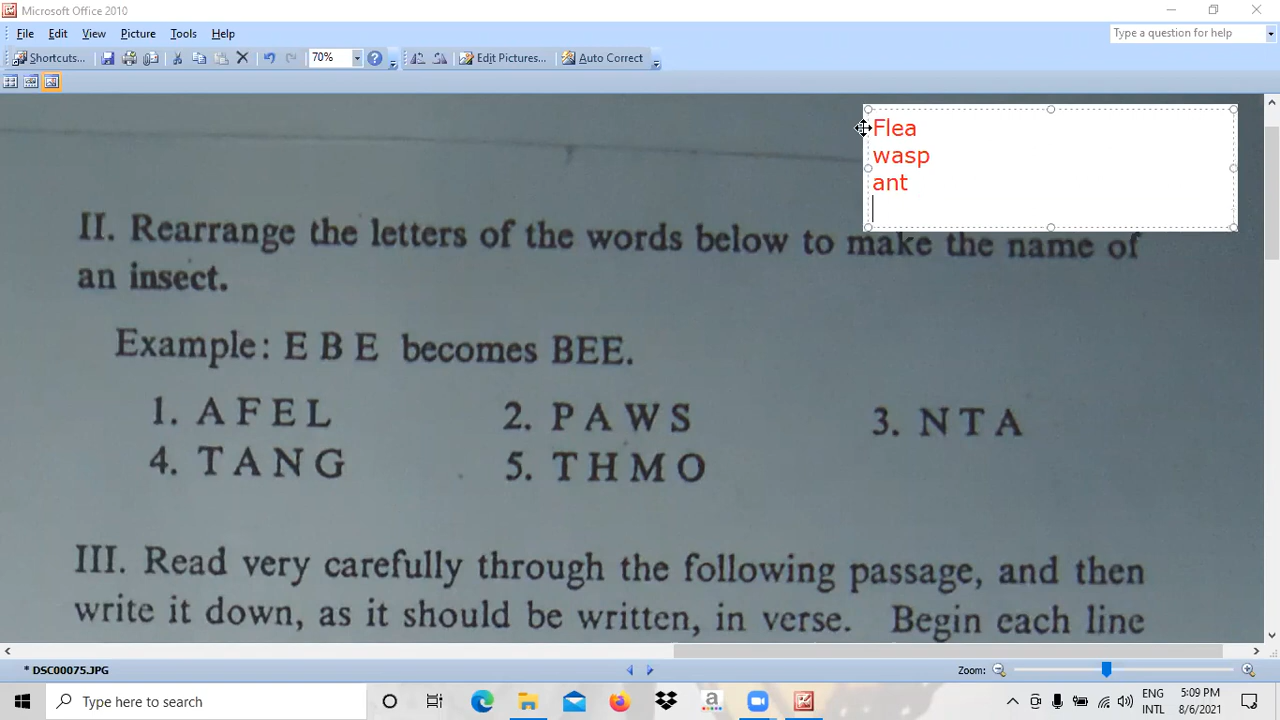 Microsoft Office 2010
File Edit View Picture Tools Help
Type a question for help
Shortcuts... 70% Edit Pictures... Auto Correct
Flea
wasp
ant
II. Rearrange the letters of the words below to make the name of
an insect.
Example: E B E becomes BEE.
1. A F E L 2. P A W S 3. N T A
4. T A N G 5. T H M O
III. Read very carefully through the following passage, and then
write it down, as it should be written, in verse. Begin each line
* DSC00075.JPG Zoom:
Type here to search
ENG 5:09 PM
INTL 8/6/2021